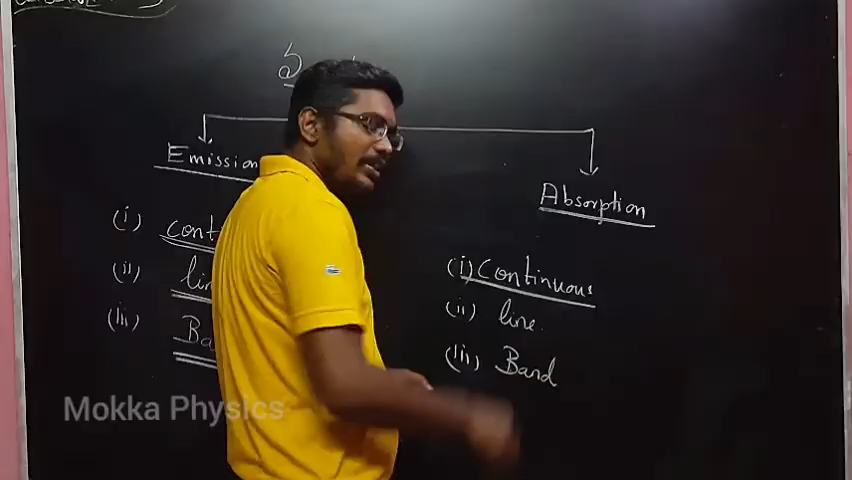 Emission
Absorption
(i)
(ii)
(iii)
(i) Continuous
(ii) line.
(iii) Band
Mokka Physics